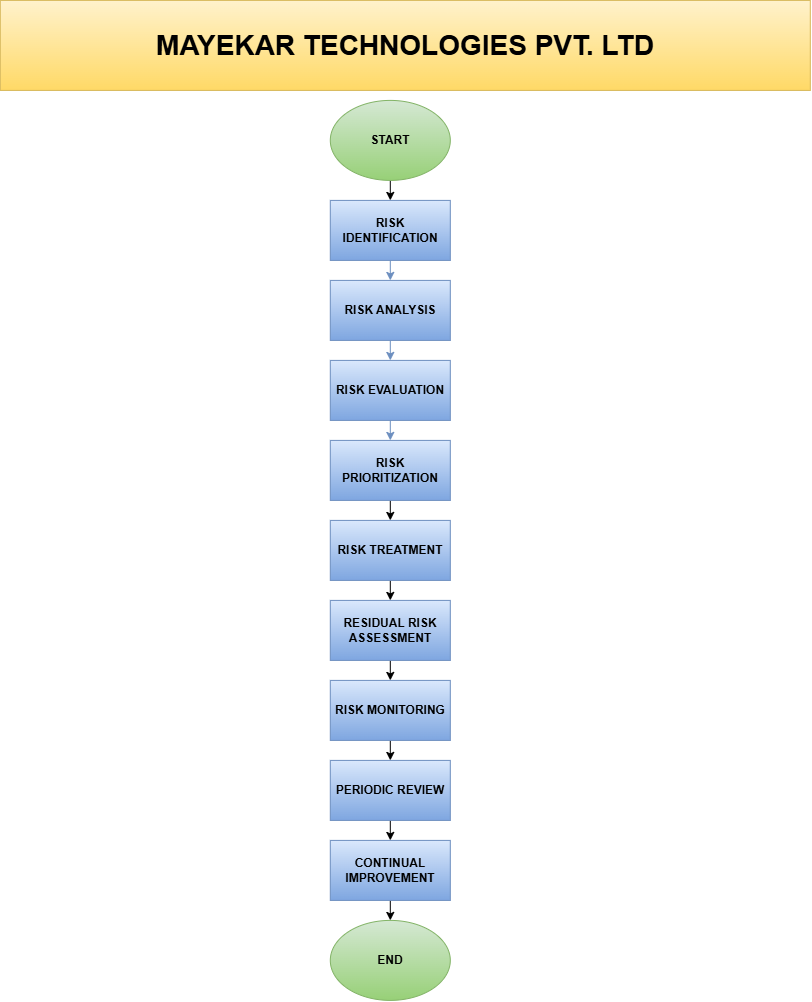 MAYEKAR TECHNOLOGIES PVT. LTD
START
RISK
IDENTIFICATION
RISK ANALYSIS
RISK EVALUATION
RISK
PRIORITIZATION
RISK TREATMENT
RESIDUAL RISK
ASSESSMENT
RISK MONITORING
PERIODIC REVIEW
CONTINUAL
IMPROVEMENT
END